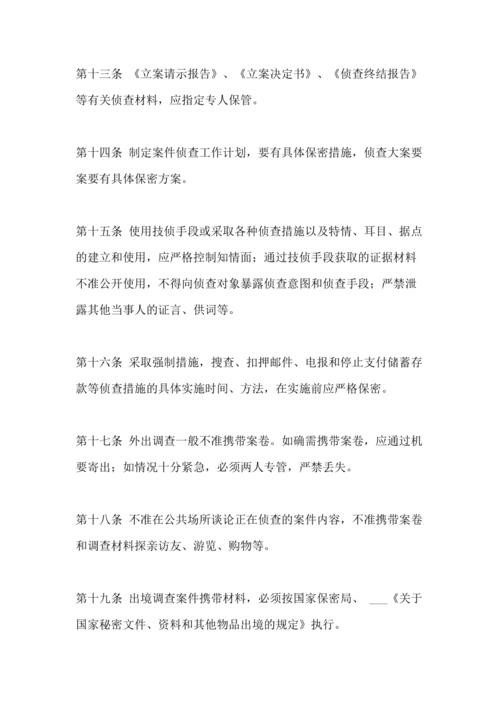 第十三条 《立案请示报告》、《立案决定书》、《侦查终结报告》
等有关侦查材料，应指定专人保管。
第十四条 制定案件侦查工作计划，要有具体保密措施，侦查大案要
案要有具体保密方案。
第十五条 使用技侦手段或采取各种侦查措施以及特情、耳目、据点
的建立和使用，应严格控制知情面；通过技侦手段获取的证据材料
不准公开使用，不得向侦查对象暴露侦查意图和侦查手段；严禁泄
露其他当事人的证言、供词等。
第十六条 采取强制措施，搜查、扣押邮件、电报和停止支付储蓄存
款等侦查措施的具体实施时间、方法，在实施前应严格保密。
第十七条 外出调查一般不准携带案卷。如确需携带案卷，应通过机
要寄出；如情况十分紧急，必须两人专管，严禁丢失。
第十八条 不准在公共场所谈论正在侦查的案件内容，不准携带案卷
和调查材料探亲访友、游览、购物等。
第十九条 出境调查案件携带材料，必须按国家保密局、 ___《关于
国家秘密文件、资料和其他物品出境的规定》执行。